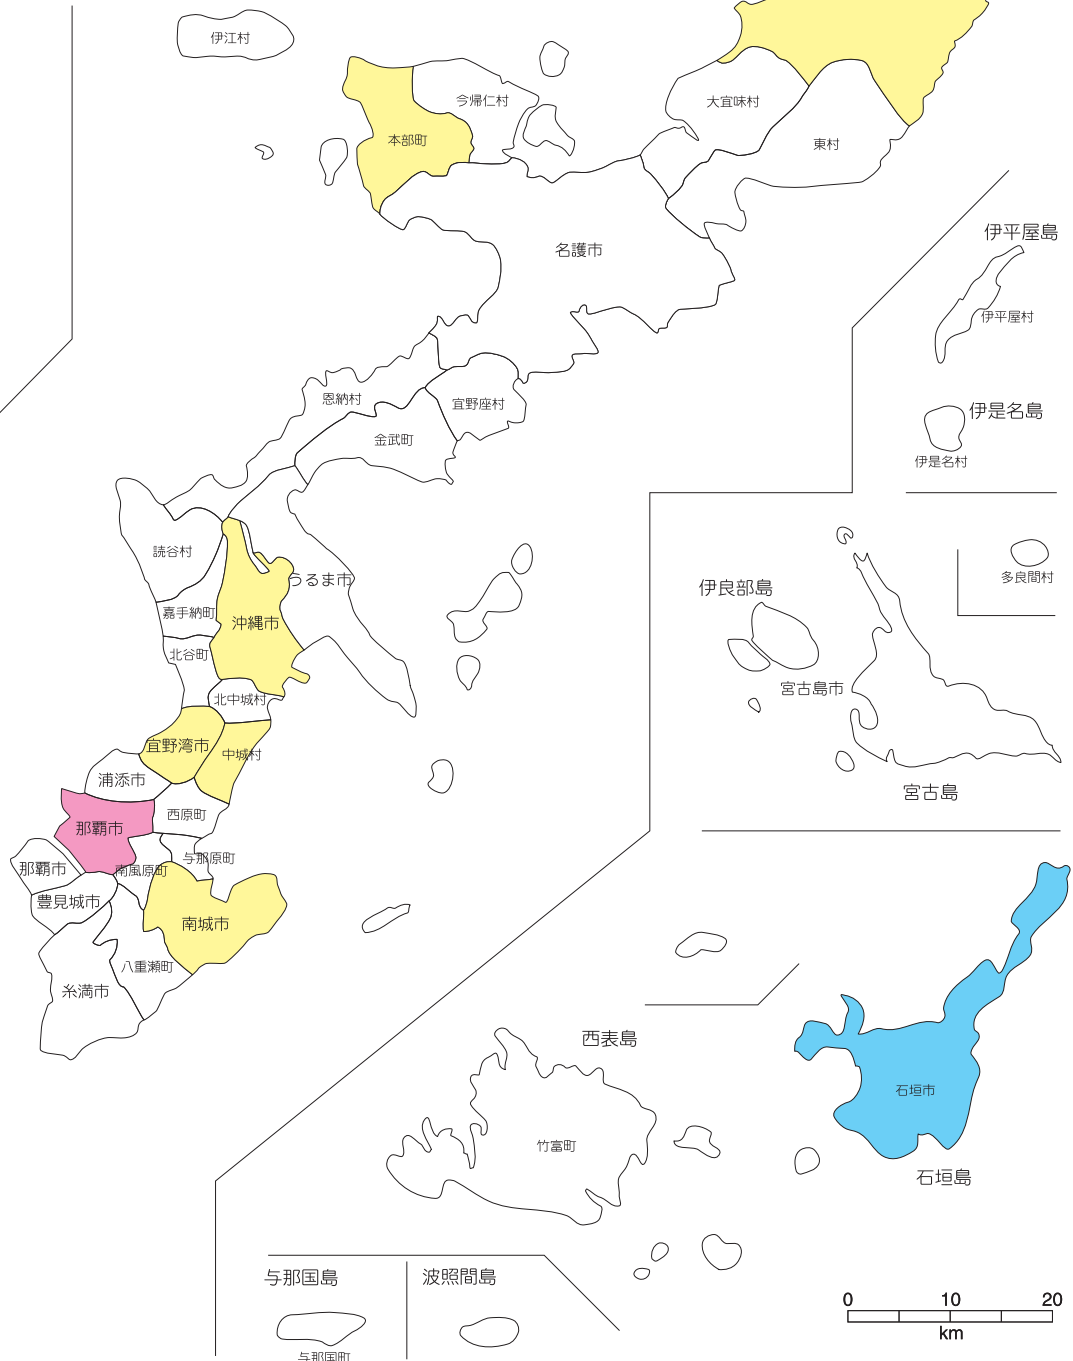 伊江村
今帰仁村
大宜味村
本部町
東村
名護市
伊平屋島
伊平屋村
恩納村
宜野座村
伊是名島
金武町
伊是名村
読谷村
うるま市
多良間村
伊良部島
嘉手納町
沖縄市
北谷町
宮古島市
北中城村
宜野湾市
中城村
浦添市
宮古島
西原町
那覇市
与那原町
那覇市
南風原町
豊見城市
南城市
八重瀬町
糸満市
西表島
石垣市
竹富町
石垣島
与那国島
波照間島
0 10 20
km
与那国町